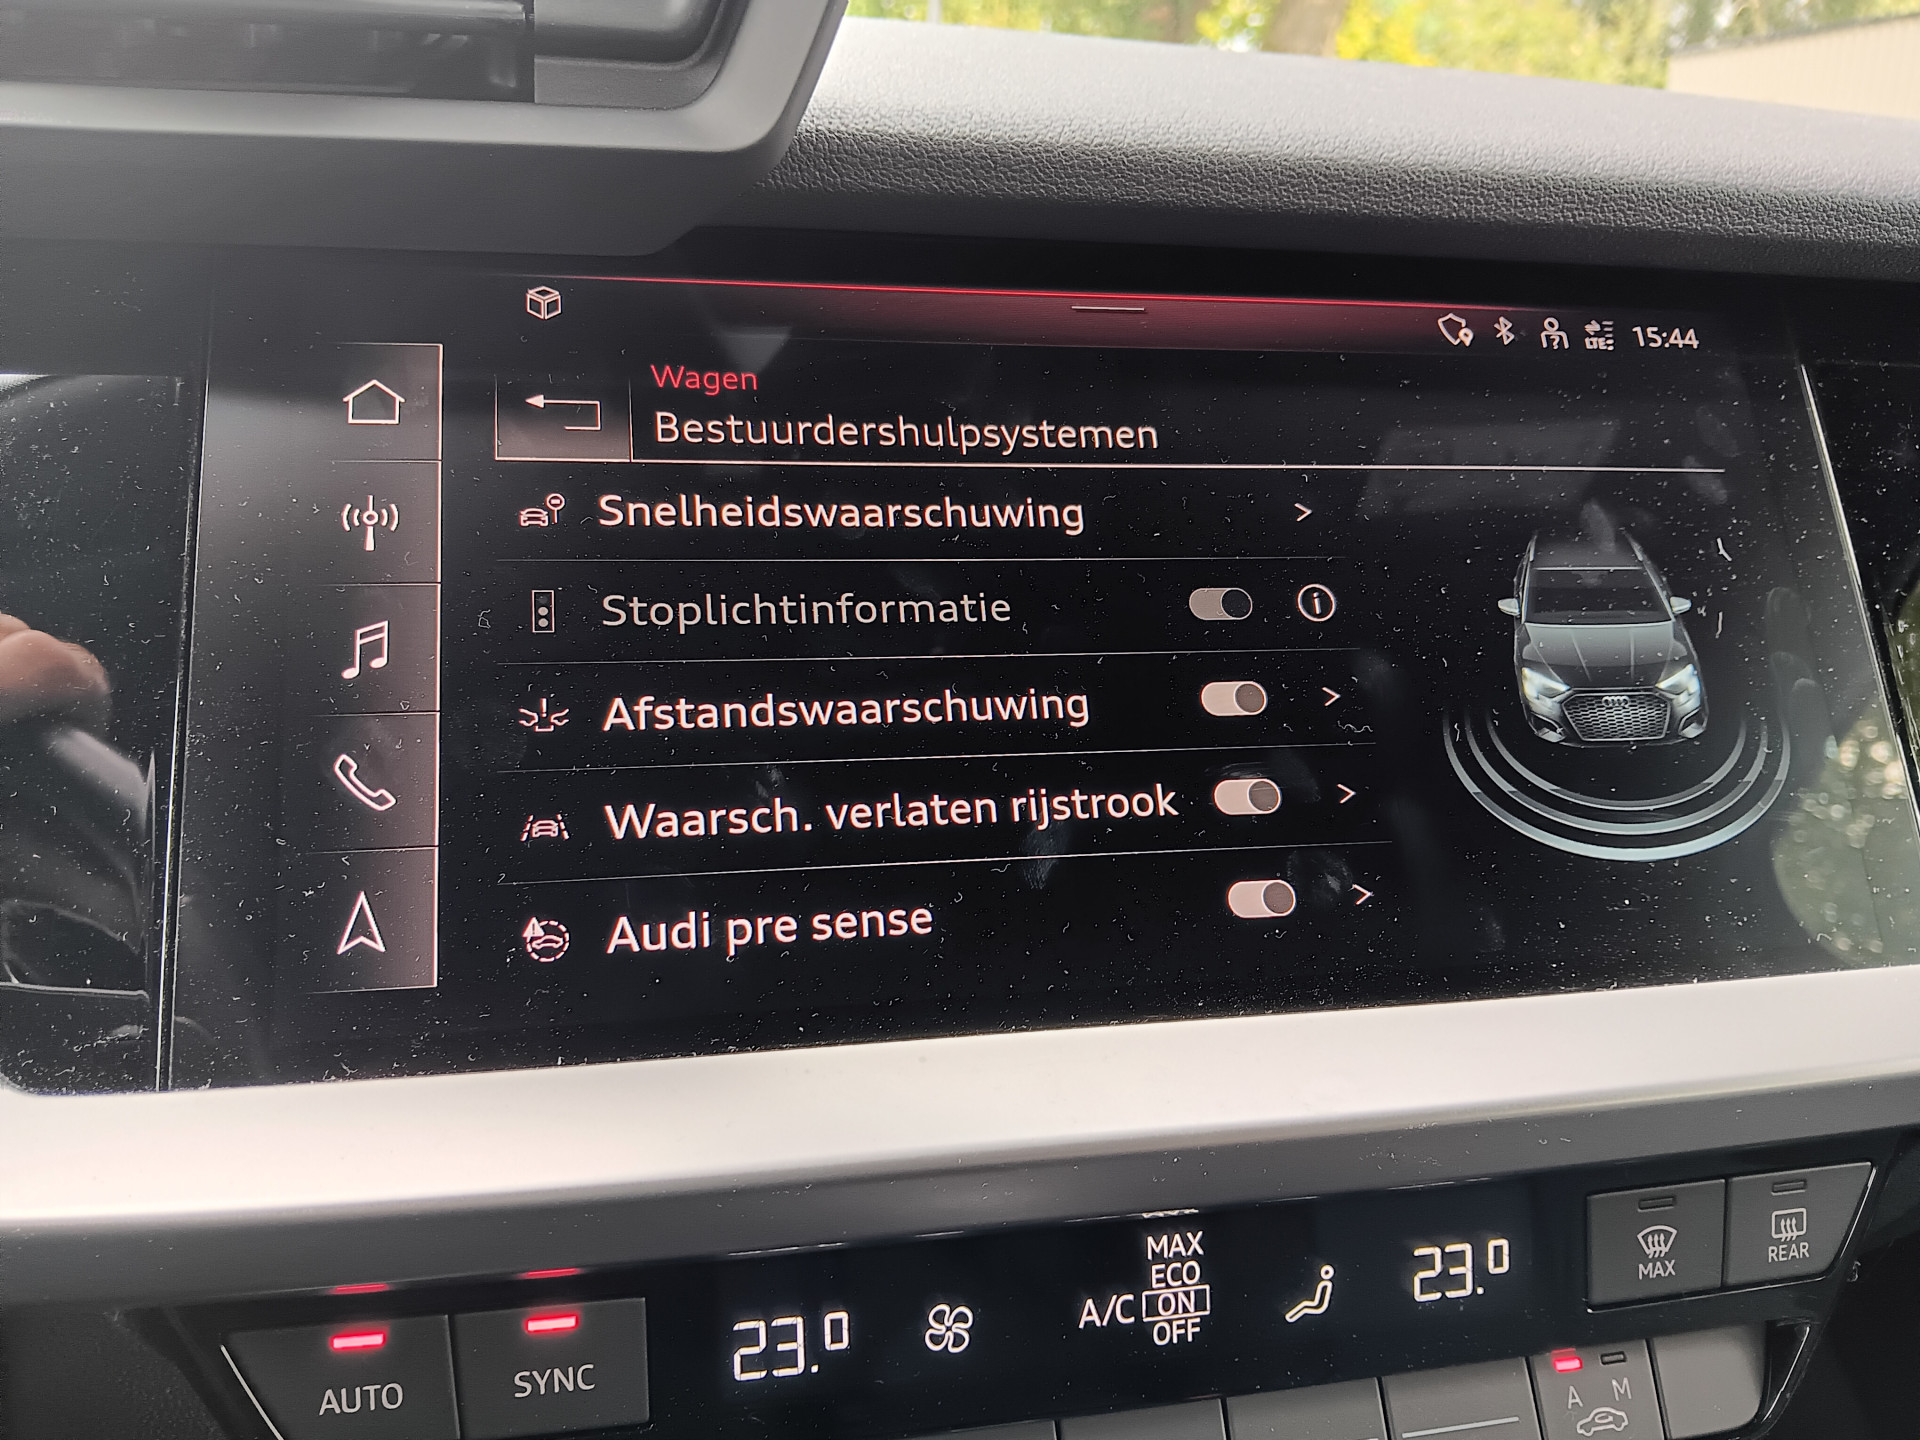 LTE
15:44
Wagen
Bestuurdershulpsystemen
Snelheidswaarschuwing
Stoplichtinformatie
Afstandswaarschuwing
Waarsch. verlaten rijstrook
Audi pre sense
MAX
ECO
A/C ON
OFF
23.0
23.0
MAX
REAR
AUTO
SYNC
A M